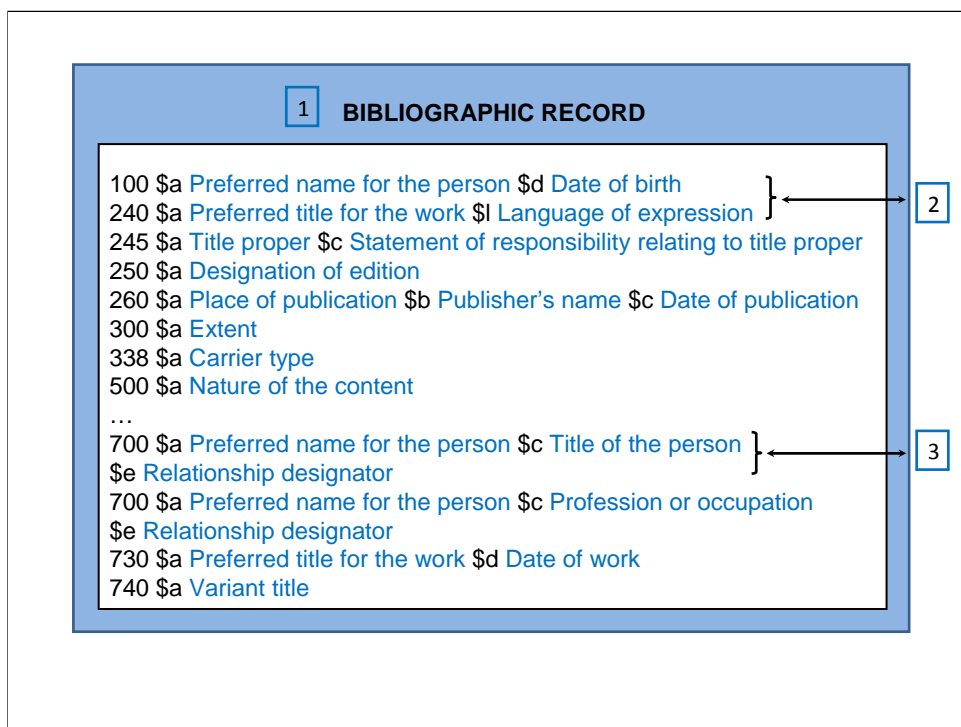 1 BIBLIOGRAPHIC RECORD
100 $a Preferred name for the person $d Date of birth
240 $a Preferred title for the work $l Language of expression
2
245 $a Title proper $c Statement of responsibility relating to title proper
250 $a Designation of edition
260 $a Place of publication $b Publisher’s name $c Date of publication
300 $a Extent
338 $a Carrier type
500 $a Nature of the content
…
700 $a Preferred name for the person $c Title of the person
$e Relationship designator
3
700 $a Preferred name for the person $c Profession or occupation
$e Relationship designator
730 $a Preferred title for the work $d Date of work
740 $a Variant title